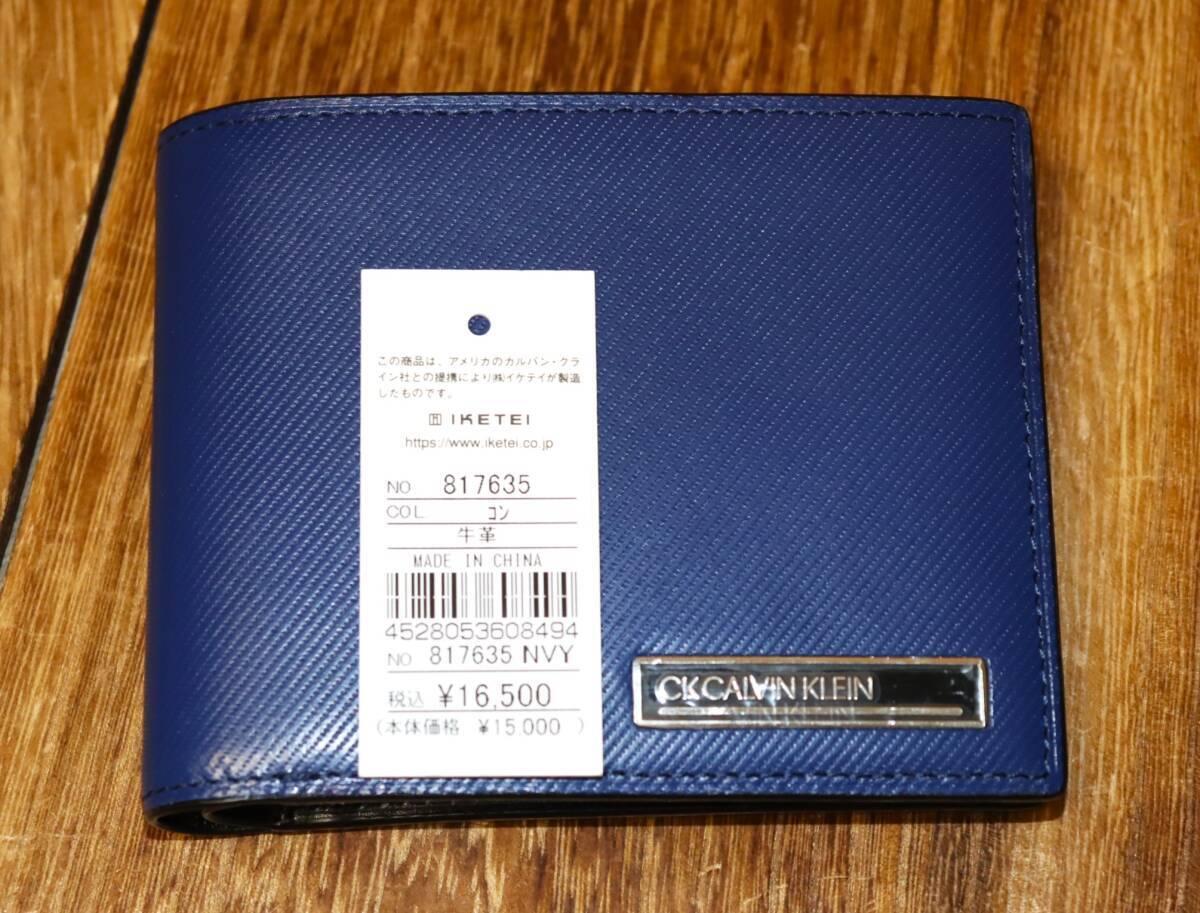 この商品は、アメリカのカルバン・クラ
イン社との提携により㈱イケテイが製造
したものです。
IKETEI
https://www.iketei.co.jp
NO 817635
COL. コン
牛革
MADE IN CHINA
4528053608494
NO 817635 NVY
税込 ¥16,500
(本体価格 ¥15,000 )
CK CALVIN KLEIN